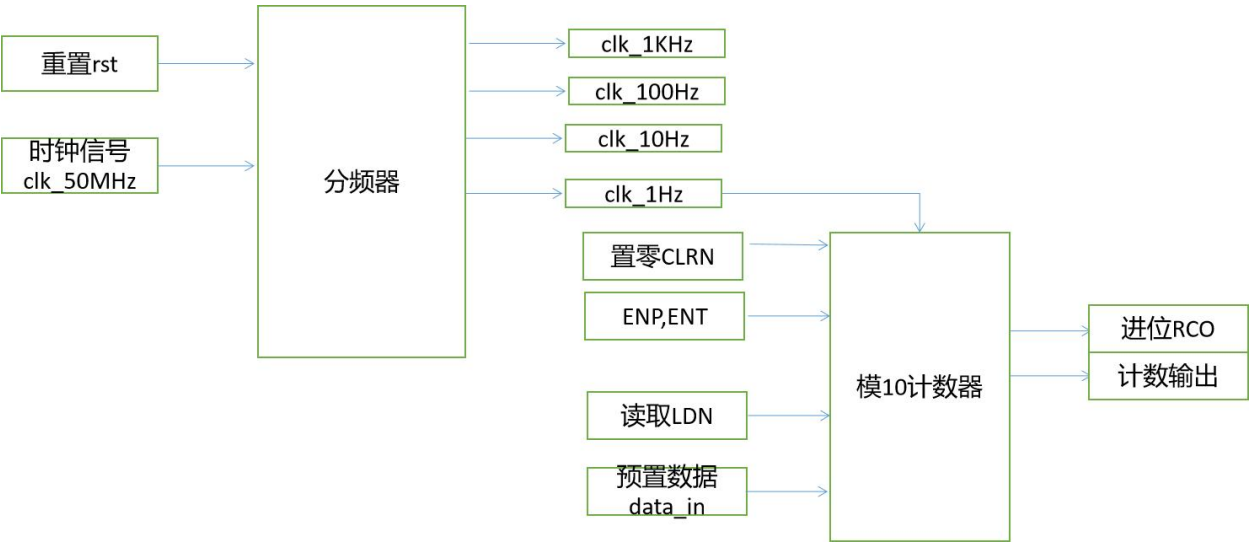 重置rst
时钟信号
clk_50MHz
分频器
clk_1KHz
clk_100Hz
clk_10Hz
clk_1Hz
置零CLRN
ENP,ENT
读取LDN
预置数据
data_in
模10计数器
进位RCO
计数输出